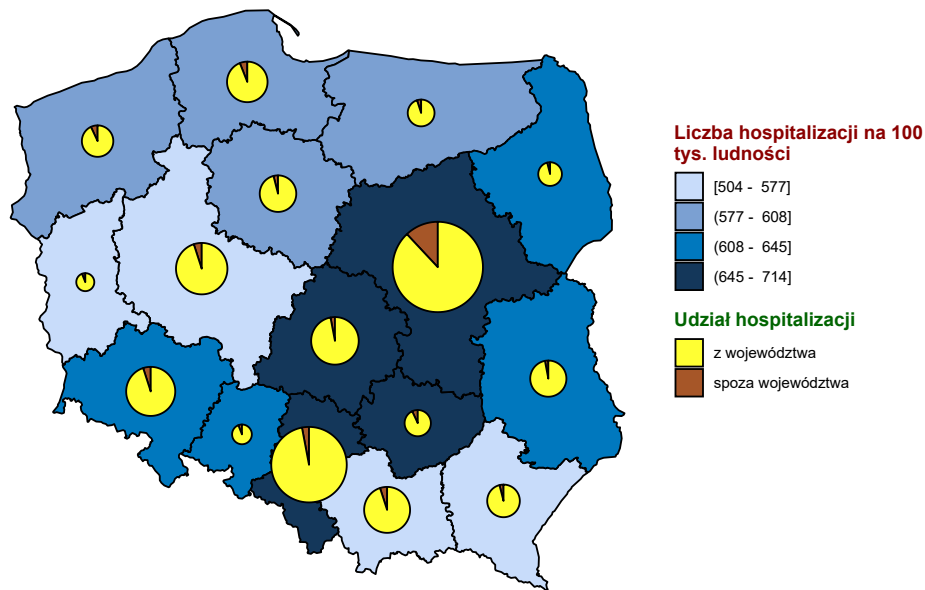 Liczba hospitalizacji na 100
tys. ludności
[504 - 577]
(577 - 608]
(608 - 645]
(645 - 714]
Udział hospitalizacji
z województwa
spoza województwa